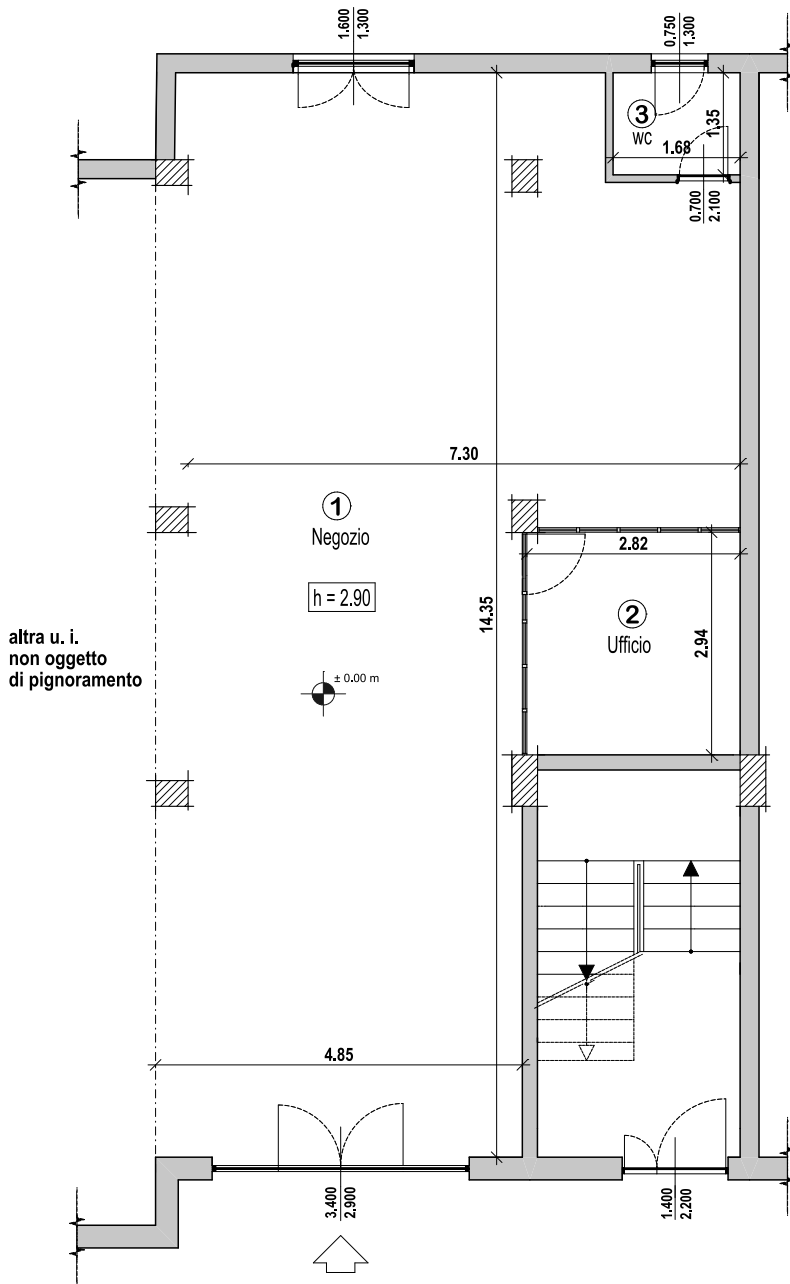 1.600
1.300
0.750
1.300
3
WC
1.35
1.68
0.700
2.100
7.30
1
Negozio
h = 2.90
± 0.00 m
14.35
2.82
2
Ufficio
2.94
altra u. i.
non oggetto
di pignoramento
4.85
3.400
2.900
1.400
2.200